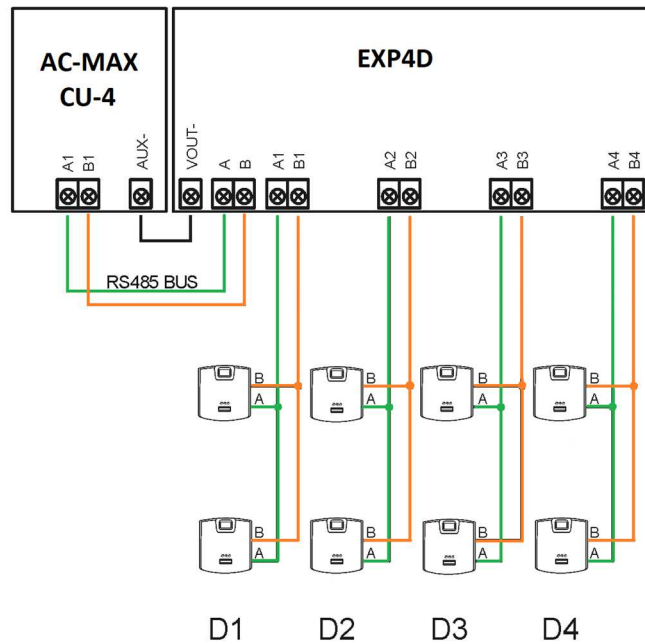 AC-MAX
CU-4
EXP4D
A1
B1
AUX-
VOUT-
A
B
A1
B1
A2
B2
A3
B3
A4
B4
RS485 BUS
B
A
B
A
B
A
B
A
B
A
B
A
B
A
B
A
D1
D2
D3
D4